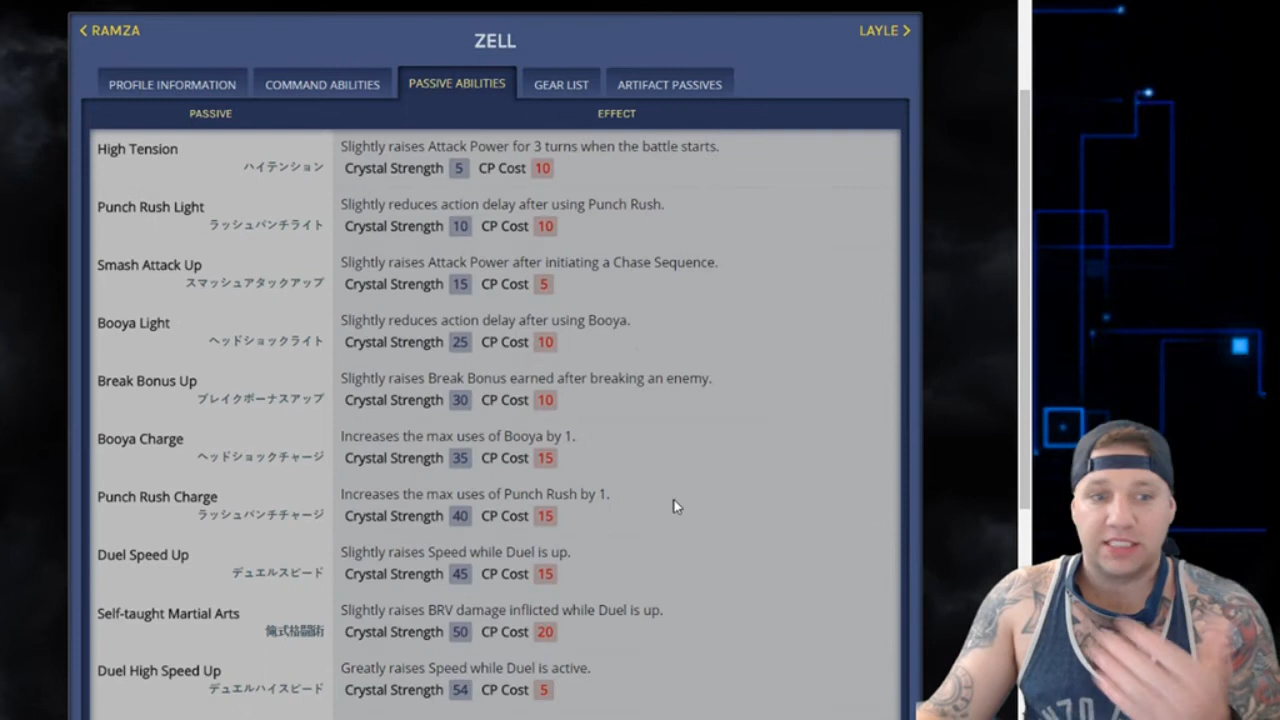 RAMZA
ZELL
LAYLE
PROFILE INFORMATION
COMMAND ABILITIES
PASSIVE ABILITIES
GEAR LIST
ARTIFACT PASSIVES
PASSIVE
EFFECT
High Tension
ハイテンション
Slightly raises Attack Power for 3 turns when the battle starts.
Crystal Strength 5 CP Cost 10
Punch Rush Light
ラッシュパンチライト
Slightly reduces action delay after using Punch Rush.
Crystal Strength 10 CP Cost 10
Smash Attack Up
スマッシュアタックアップ
Slightly raises Attack Power after initiating a Chase Sequence.
Crystal Strength 15 CP Cost 5
Booya Light
ヘッドショックライト
Slightly reduces action delay after using Booya.
Crystal Strength 25 CP Cost 10
Break Bonus Up
ブレイクボーナスアップ
Slightly raises Break Bonus earned after breaking an enemy.
Crystal Strength 30 CP Cost 10
Booya Charge
ヘッドショックチャージ
Increases the max uses of Booya by 1.
Crystal Strength 35 CP Cost 15
Punch Rush Charge
ラッシュパンチチャージ
Increases the max uses of Punch Rush by 1.
Crystal Strength 40 CP Cost 15
Duel Speed Up
デュエルスピード
Slightly raises Speed while Duel is up.
Crystal Strength 45 CP Cost 15
Self-taught Martial Arts
俺式格闘術
Slightly raises BRV damage inflicted while Duel is up.
Crystal Strength 50 CP Cost 20
Duel High Speed Up
デュエルハイスピード
Greatly raises Speed while Duel is active.
Crystal Strength 54 CP Cost 5